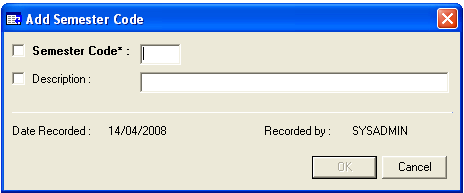 Add Semester Code
Semester Code* :
Description :
Date Recorded : 14/04/2008 Recorded by : SYSADMIN
OK Cancel